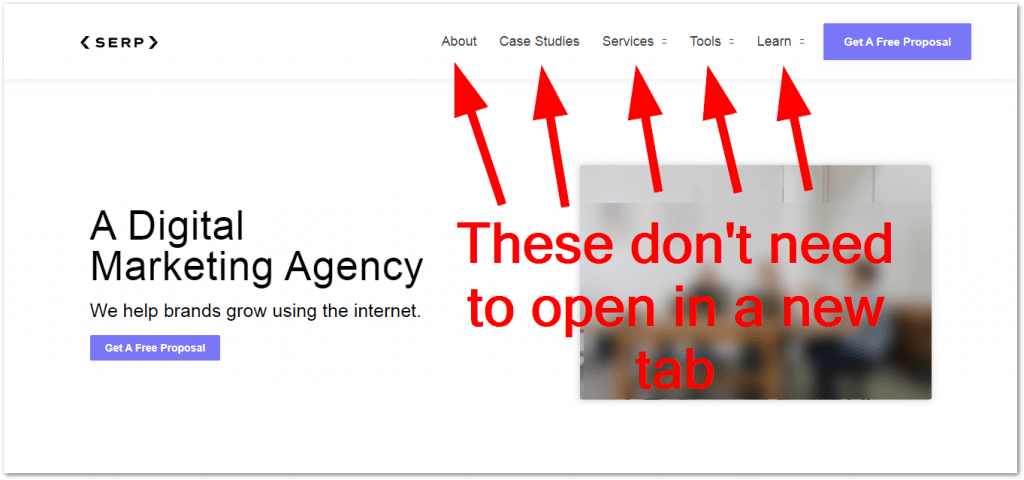 SERP
About Case Studies Services Tools Learn Get A Free Proposal
A Digital
Marketing Agency
We help brands grow using the internet.
Get A Free Proposal
These don't need
to open in a new
tab